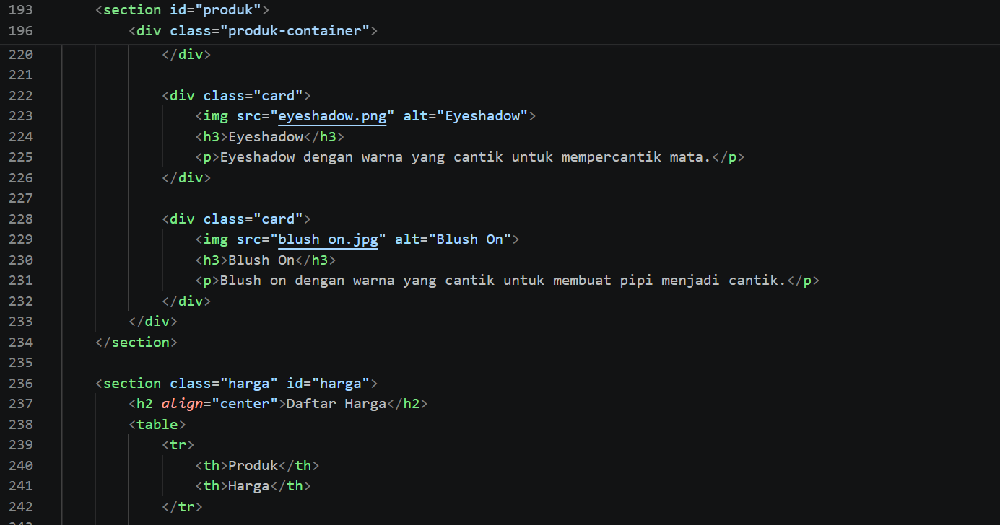 193 <section id="produk">
196 <div class="produk-container">
220 </div>
221
222 <div class="card">
223 <img src="eyeshadow.png" alt="Eyeshadow">
224 <h3>Eyeshadow</h3>
225 <p>Eyeshadow dengan warna yang cantik untuk mempercantik mata.</p>
226 </div>
227
228 <div class="card">
229 <img src="blush on.jpg" alt="Blush On">
230 <h3>Blush On</h3>
231 <p>Blush on dengan warna yang cantik untuk membuat pipi menjadi cantik.</p>
232 </div>
233 </div>
234 </section>
235
236 <section class="harga" id="harga">
237 <h2 align="center">Daftar Harga</h2>
238 <table>
239 <tr>
240 <th>Produk</th>
241 <th>Harga</th>
242 </tr>